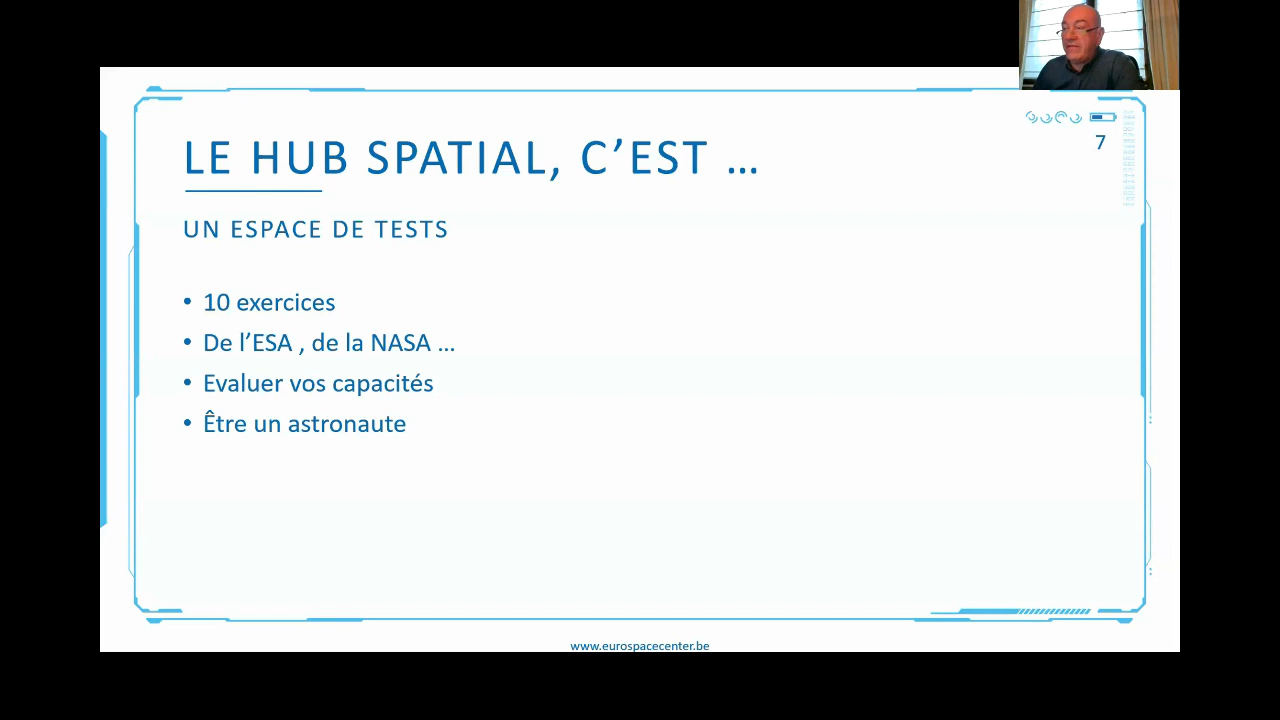 LE HUB SPATIAL, C’EST …
7
UN ESPACE DE TESTS
• 10 exercices
• De l’ESA , de la NASA …
• Evaluer vos capacités
• Être un astronaute
www.eurospacecenter.be